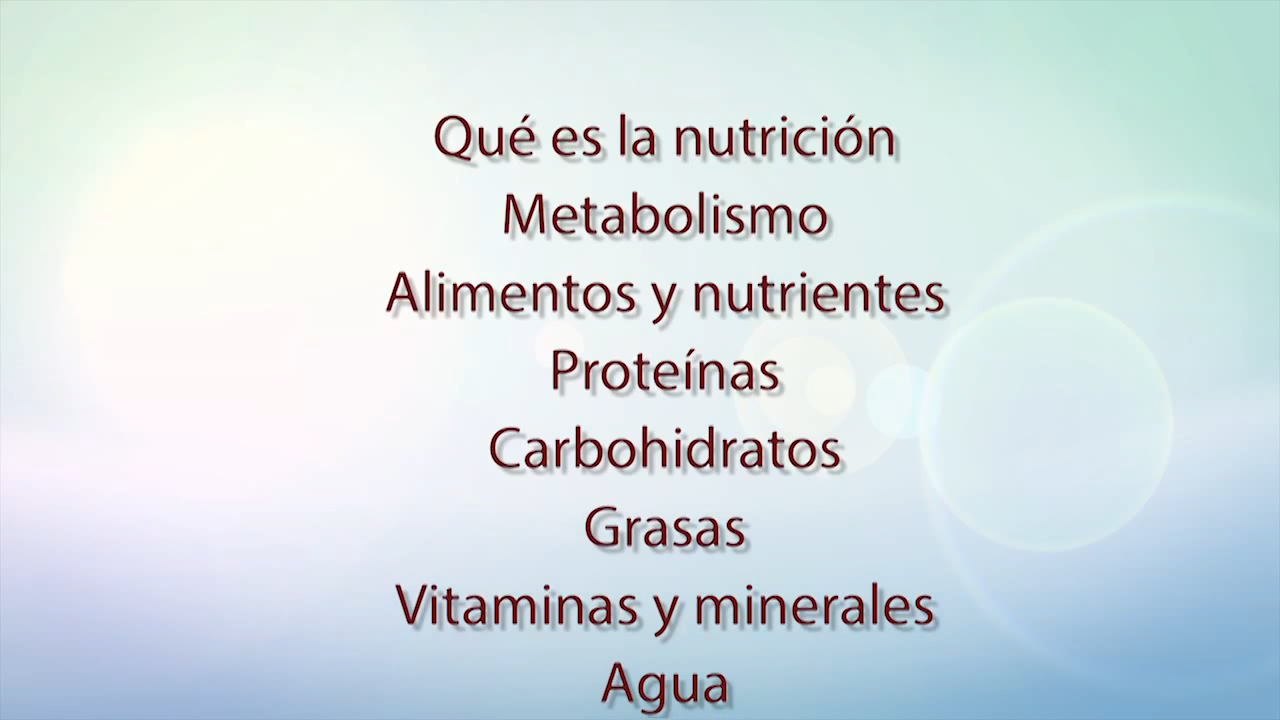 Qué es la nutrición
Metabolismo
Alimentos y nutrientes
Proteínas
Carbohidratos
Grasas
Vitaminas y minerales
Agua